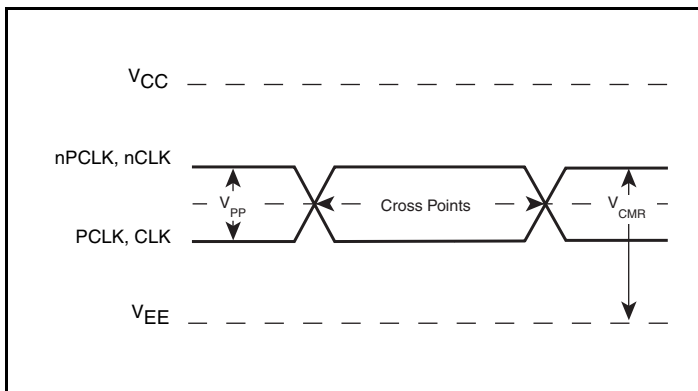 VCC
nPCLK, nCLK
VPP
Cross Points
VCMR
PCLK, CLK
VEE